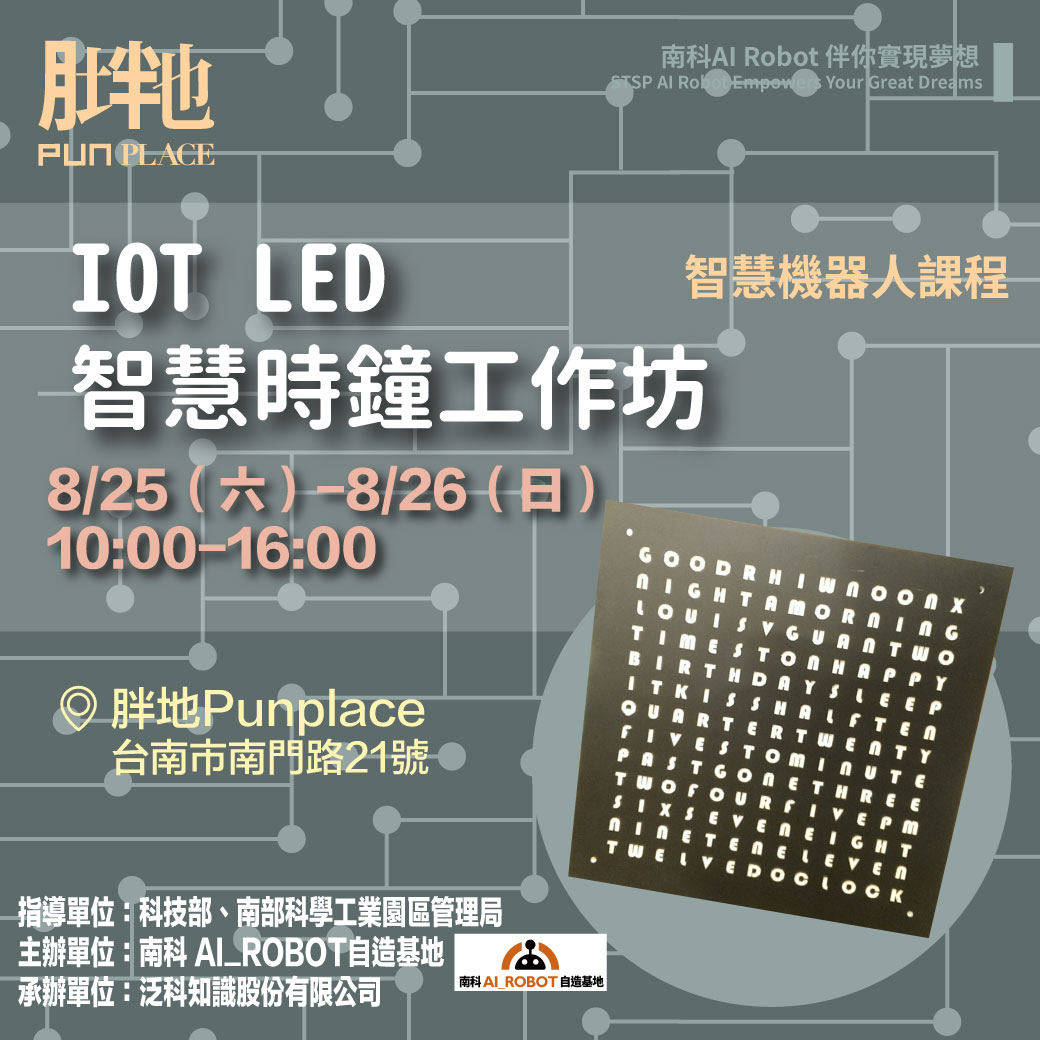 胖地
PUN PLACE
南科AI Robot 伴你實現夢想
STSP AI Robot Empowers Your Great Dreams
IOT LED
智慧機器人課程
智慧時鐘工作坊
8/25（六）-8/26（日）
10:00-16:00
GOODRHIWNOONX
NIGHTAMORNING
LOUISVGUANTWO
TIMESTONHAPPY
BIRTHDAYSLEEP
ITKISSHALFTEN
QUARTERTWENTY
FIVESTOMINUTE
PASTGONETHREE
TWOFOURFIVEPM
SIXSEVENEIGHT
NINETENELEVEN
TWELVEDOCLOCK
胖地Punplace
台南市南門路21號
指導單位：科技部、南部科學工業園區管理局
主辦單位：南科 AI_ROBOT自造基地
南科 AI_ROBOT 自造基地
承辦單位：泛科知識股份有限公司